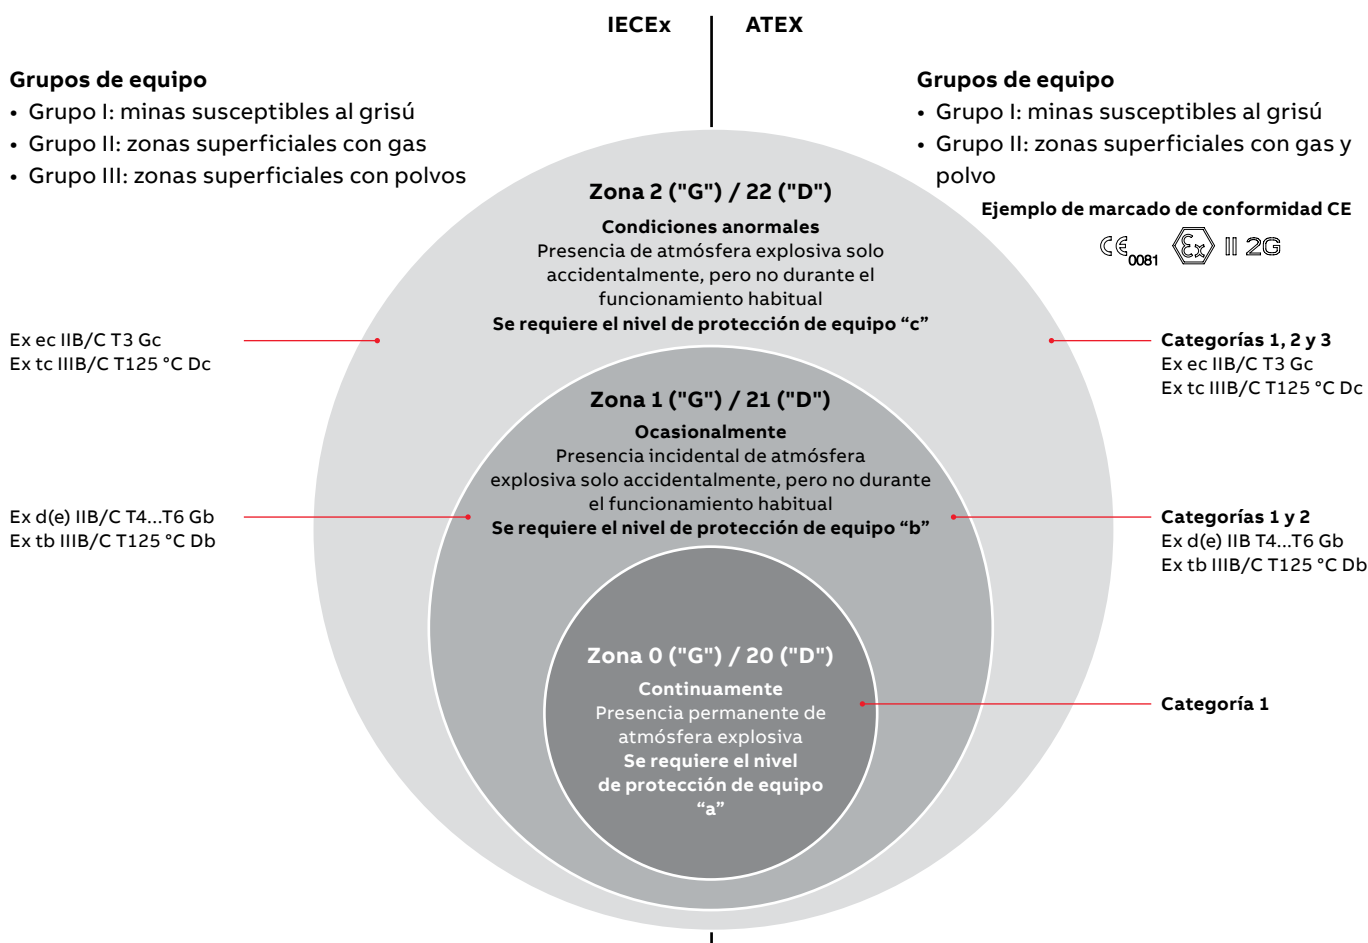 IECEx
ATEX
Grupos de equipo
• Grupo I: minas susceptibles al grisú
• Grupo II: zonas superficiales con gas
• Grupo III: zonas superficiales con polvos
Grupos de equipo
• Grupo I: minas susceptibles al grisú
• Grupo II: zonas superficiales con gas y
polvo
Ejemplo de marcado de conformidad CE
CE 0081 Ex II 2G
Zona 2 ("G") / 22 ("D")
Condiciones anormales
Presencia de atmósfera explosiva solo
accidentalmente, pero no durante el
funcionamiento habitual
Se requiere el nivel de protección de equipo “c”
Ex ec IIB/C T3 Gc
Ex tc IIIB/C T125 °C Dc
Categorías 1, 2 y 3
Ex ec IIB/C T3 Gc
Ex tc IIIB/C T125 °C Dc
Zona 1 ("G") / 21 ("D")
Ocasionalmente
Presencia incidental de atmósfera
explosiva solo accidentalmente, pero no durante
el funcionamiento habitual
Se requiere el nivel de protección de equipo “b”
Ex d(e) IIB/C T4...T6 Gb
Ex tb IIIB/C T125 °C Db
Categorías 1 y 2
Ex d(e) IIB T4...T6 Gb
Ex tb IIIB/C T125 °C Db
Zona 0 ("G") / 20 ("D")
Continuamente
Presencia permanente de
atmósfera explosiva
Se requiere el nivel
de protección de equipo
“a”
Categoría 1